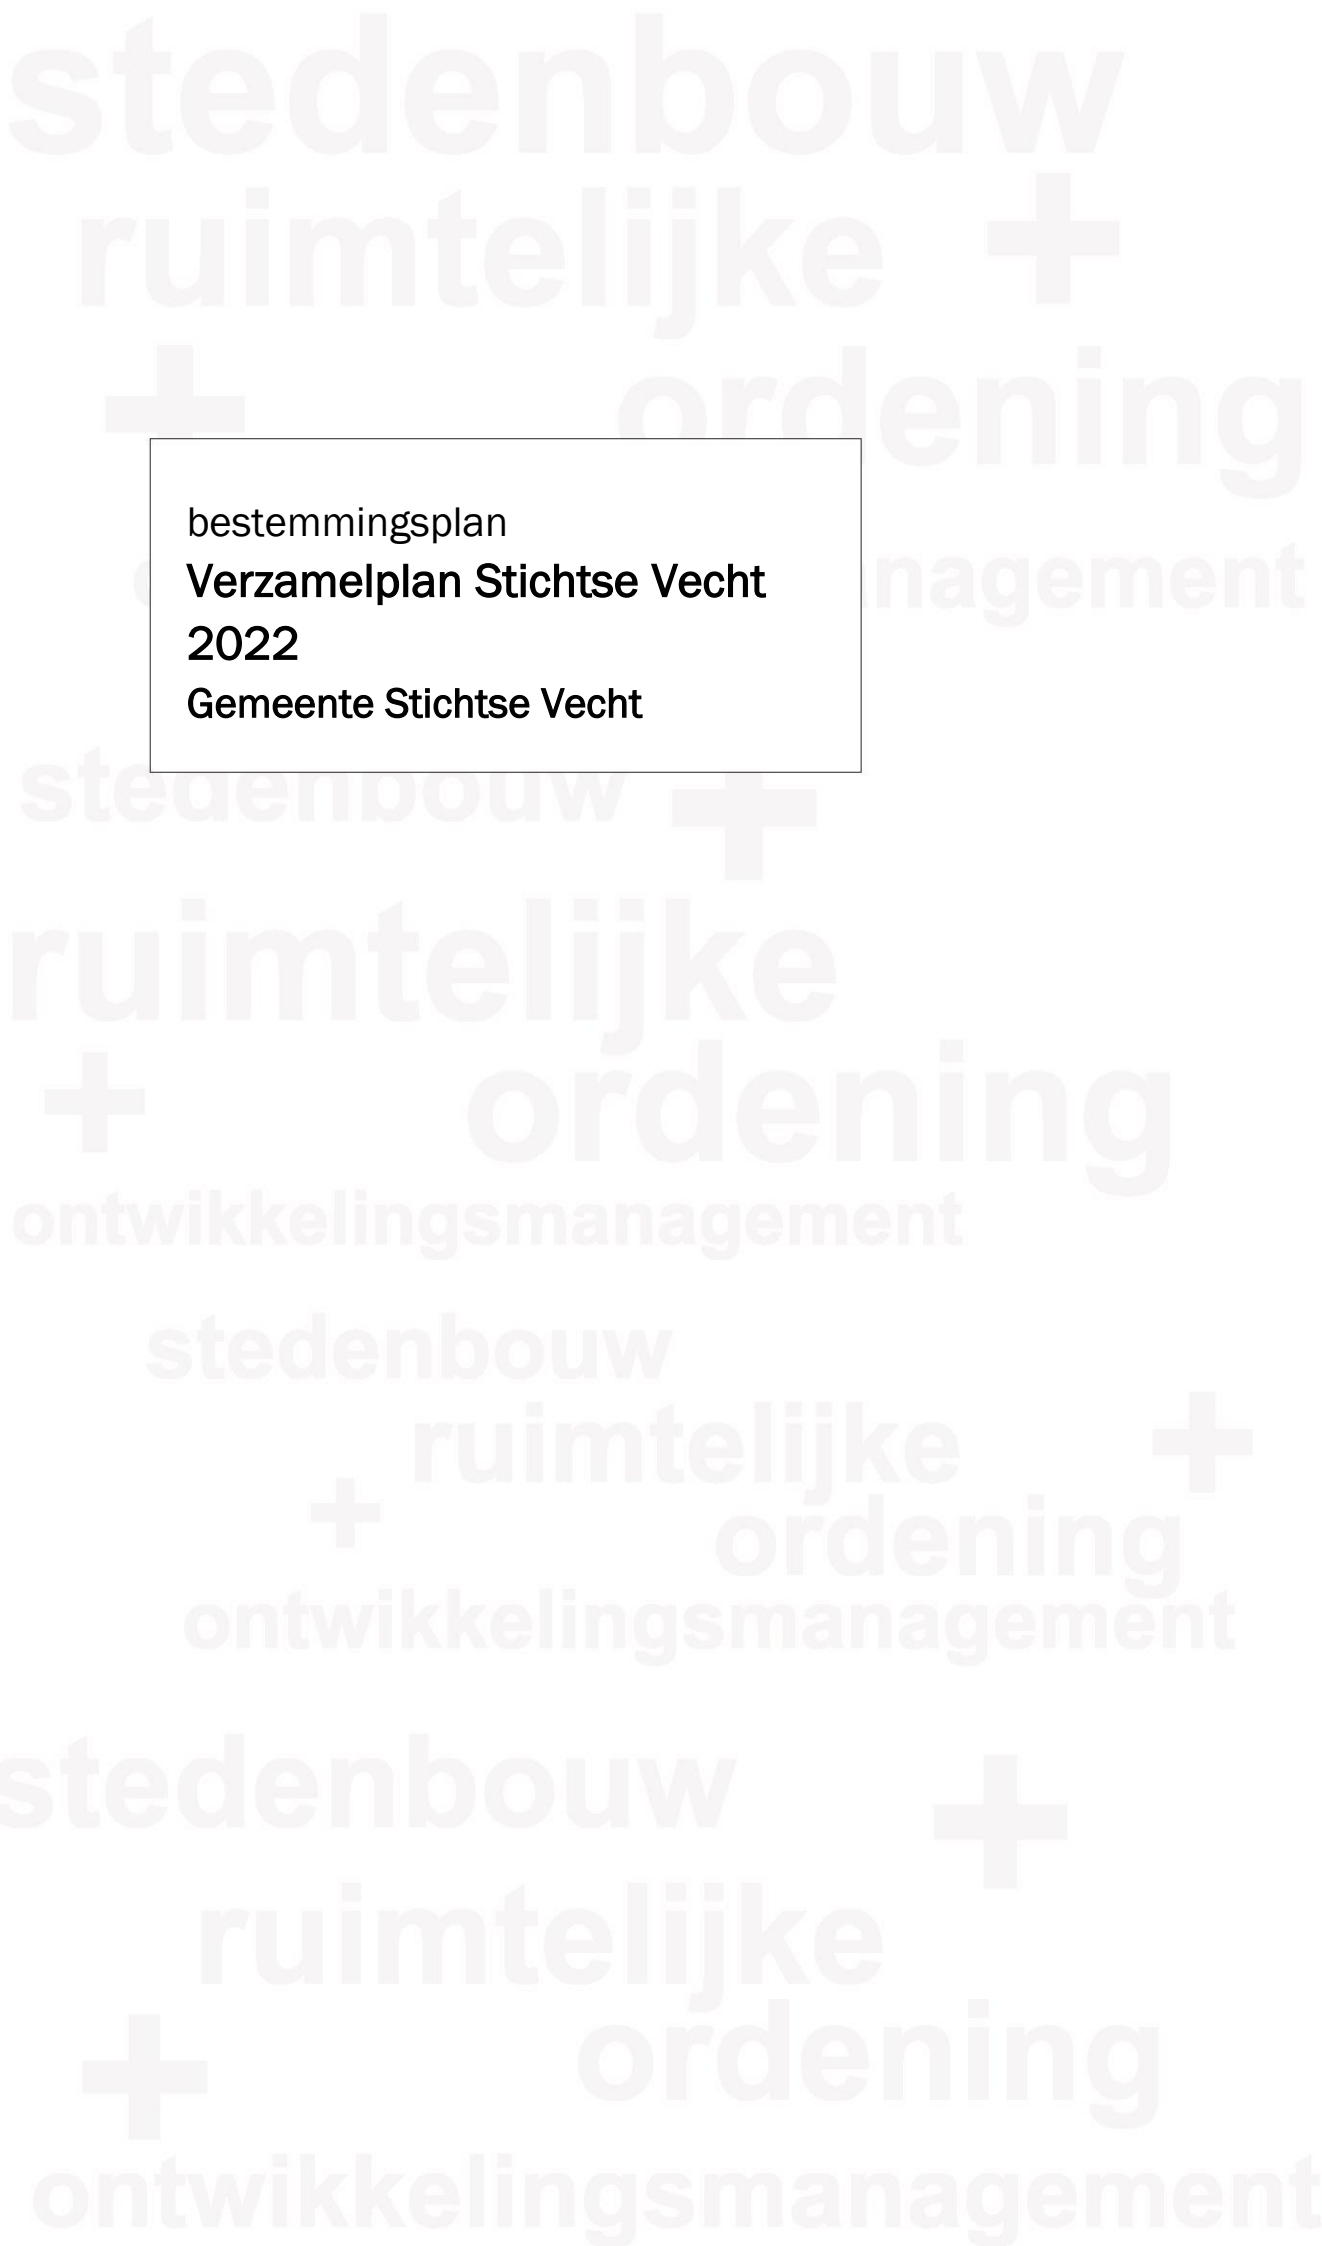 stedenbouw
ruimtelijke +
+ ordening
bestemmingsplan
Verzamelplan Stichtse Vecht
2022
Gemeente Stichtse Vecht
nagement
stedenbouw +
ruimtelijke
+ ordening
ontwikkelingsmanagement
stedenbouw
ruimtelijke +
+ ordening
ontwikkelingsmanagement
stedenbouw +
ruimtelijke
+ ordening
ontwikkelingsmanagement